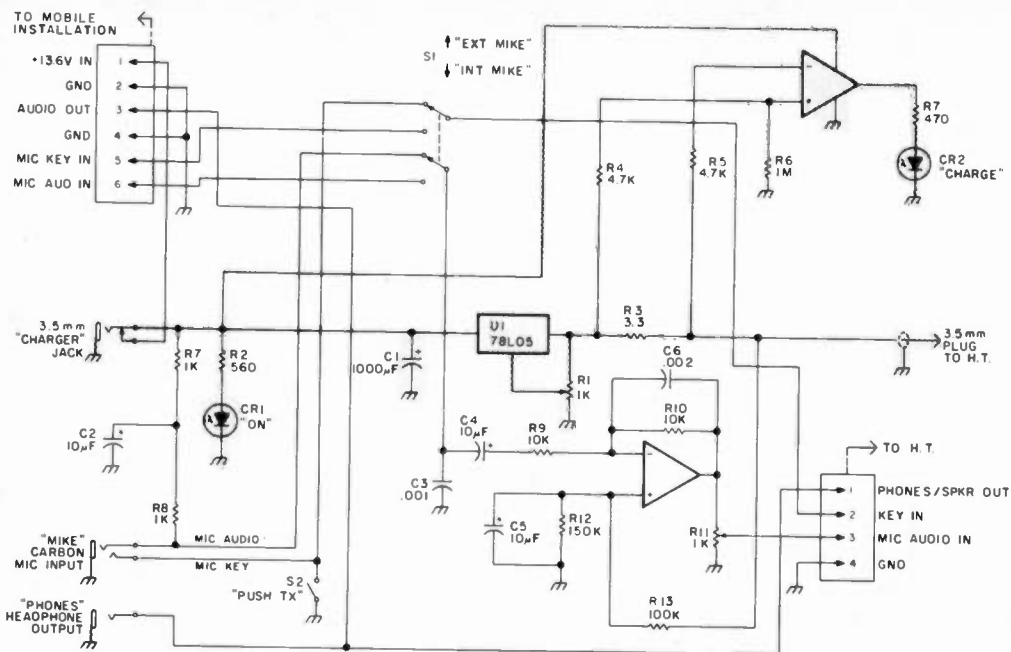 TO MOBILE
INSTALLATION
+13.6V IN 1
GND 2
AUDIO OUT 3
GND 4
MIC KEY IN 5
MIC AUD IN 6
S1
"EXT MIKE"
"INT MIKE"
-
+
R7
470
CR2
"CHARGE"
R4
4.7K
R5
4.7K
R6
1M
3.5mm
"CHARGER"
JACK
R7
1K
R2
560
CR1
"ON"
C2
10µF
R8
1K
C1
1000µF
+
U1
78L05
R1
1K
R3
3.3
3.5mm
PLUG
TO H.T.
C6
.002
R10
10K
C4
10µF
+
R9
10K
C3
.001
-
+
C5
10µF
+
R12
150K
R11
1K
R13
100K
TO H.T.
1 PHONES/SPKR OUT
2 KEY IN
3 MIC AUDIO IN
4 GND
"MIKE"
CARBON
MIC INPUT
MIC AUDIO
MIC KEY
S2
"PUSH TX"
"PHONES"
HEADPHONE
OUTPUT